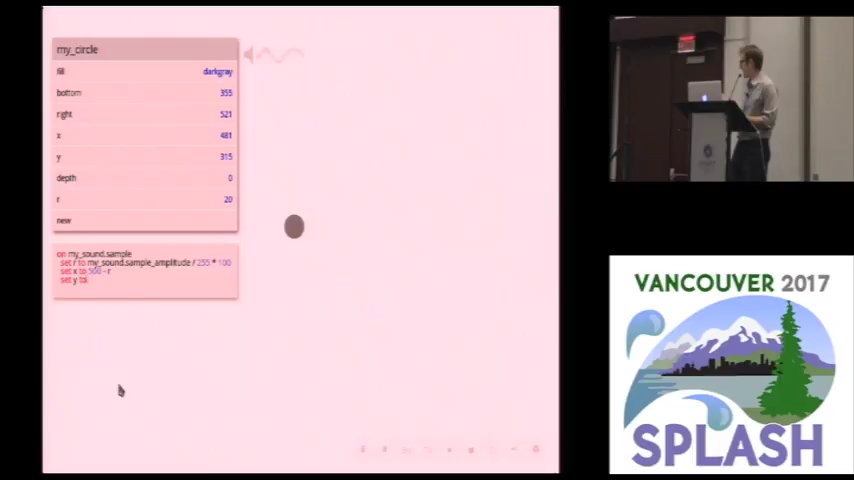 my_circle
fill darkgray
bottom 355
right 521
x 481
y 315
depth 0
r 20
new
on my_sound.sample
set r to my_sound.sample_amplitude / 255 * 100
set x to 500 - r
set y to
VANCOUVER 2017
SPLASH